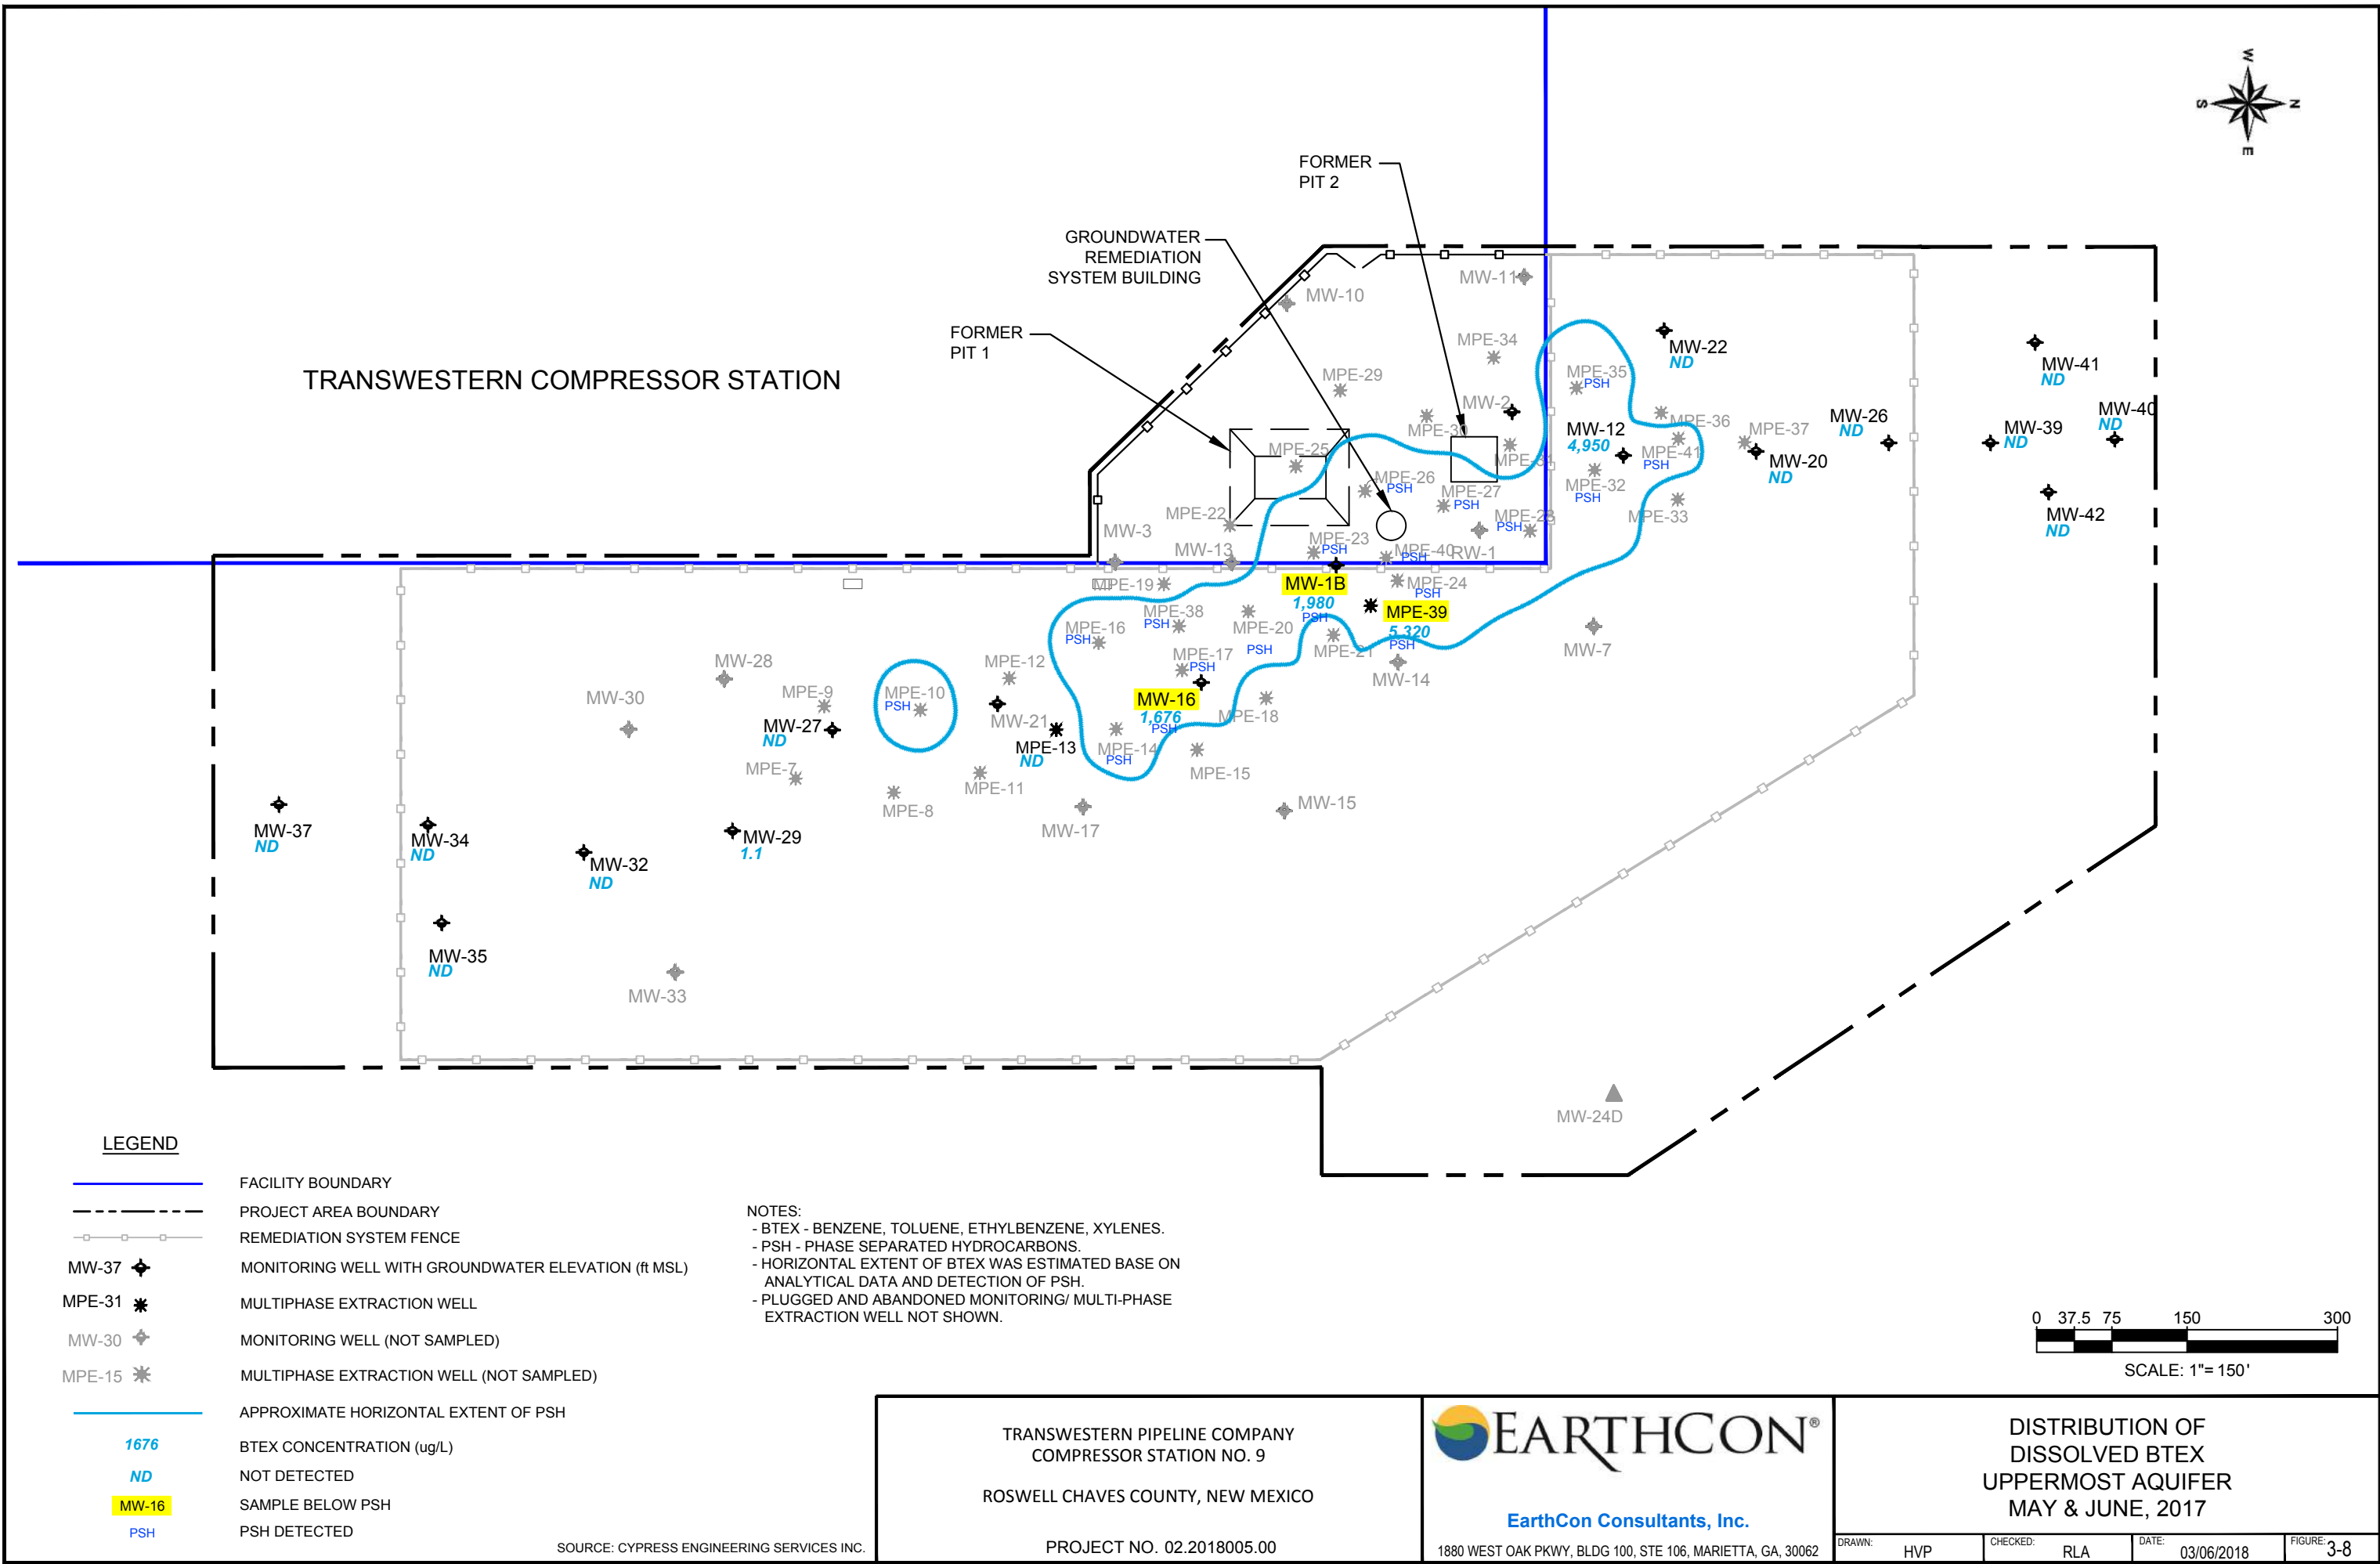 W
S
N
E
FORMER
PIT 2
GROUNDWATER
REMEDIATION
SYSTEM BUILDING
FORMER
PIT 1
TRANSWESTERN COMPRESSOR STATION
MW-11
MW-10
MPE-34
MPE-29
MW-2
MPE-30
MPE-31
MPE-25
MPE-26
PSH
MPE-27
PSH
MPE-28
PSH
MPE-22
MW-3
MW-13
MPE-23
PSH
MPE-40
PSH
RW-1
MW-22
ND
MPE-35
PSH
MW-12
4,950
MPE-36
MPE-41
PSH
MPE-37
MW-20
ND
MPE-32
PSH
MPE-33
MW-26
ND
MW-41
ND
MW-40
ND
MW-39
ND
MW-42
ND
MPE-19
MW-1B
1,980
PSH
MPE-24
PSH
MPE-39
5,320
PSH
MPE-38
PSH
MPE-16
PSH
MPE-20
PSH
MPE-21
MW-14
MW-7
MPE-17
PSH
MW-16
1,676
PSH
MPE-18
MPE-14
PSH
MPE-15
MPE-12
MW-21
MPE-13
ND
MPE-11
MPE-10
PSH
MPE-9
MW-28
MW-30
MW-27
ND
MPE-7
MPE-8
MW-17
MW-15
MW-37
ND
MW-34
ND
MW-32
ND
MW-29
1.1
MW-35
ND
MW-33
MW-24D
LEGEND
FACILITY BOUNDARY
PROJECT AREA BOUNDARY
REMEDIATION SYSTEM FENCE
MW-37 MONITORING WELL WITH GROUNDWATER ELEVATION (ft MSL)
MPE-31 MULTIPHASE EXTRACTION WELL
MW-30 MONITORING WELL (NOT SAMPLED)
MPE-15 MULTIPHASE EXTRACTION WELL (NOT SAMPLED)
APPROXIMATE HORIZONTAL EXTENT OF PSH
1676 BTEX CONCENTRATION (ug/L)
ND NOT DETECTED
MW-16 SAMPLE BELOW PSH
PSH PSH DETECTED
NOTES:
- BTEX - BENZENE, TOLUENE, ETHYLBENZENE, XYLENES.
- PSH - PHASE SEPARATED HYDROCARBONS.
- HORIZONTAL EXTENT OF BTEX WAS ESTIMATED BASE ON
ANALYTICAL DATA AND DETECTION OF PSH.
- PLUGGED AND ABANDONED MONITORING/ MULTI-PHASE
EXTRACTION WELL NOT SHOWN.
SOURCE: CYPRESS ENGINEERING SERVICES INC.
0 37.5 75 150 300
SCALE: 1"= 150'
TRANSWESTERN PIPELINE COMPANY
COMPRESSOR STATION NO. 9
ROSWELL CHAVES COUNTY, NEW MEXICO
PROJECT NO. 02.2018005.00
EARTHCON®
EarthCon Consultants, Inc.
1880 WEST OAK PKWY, BLDG 100, STE 106, MARIETTA, GA, 30062
DISTRIBUTION OF
DISSOLVED BTEX
UPPERMOST AQUIFER
MAY & JUNE, 2017
DRAWN: HVP
CHECKED: RLA
DATE: 03/06/2018
FIGURE: 3-8